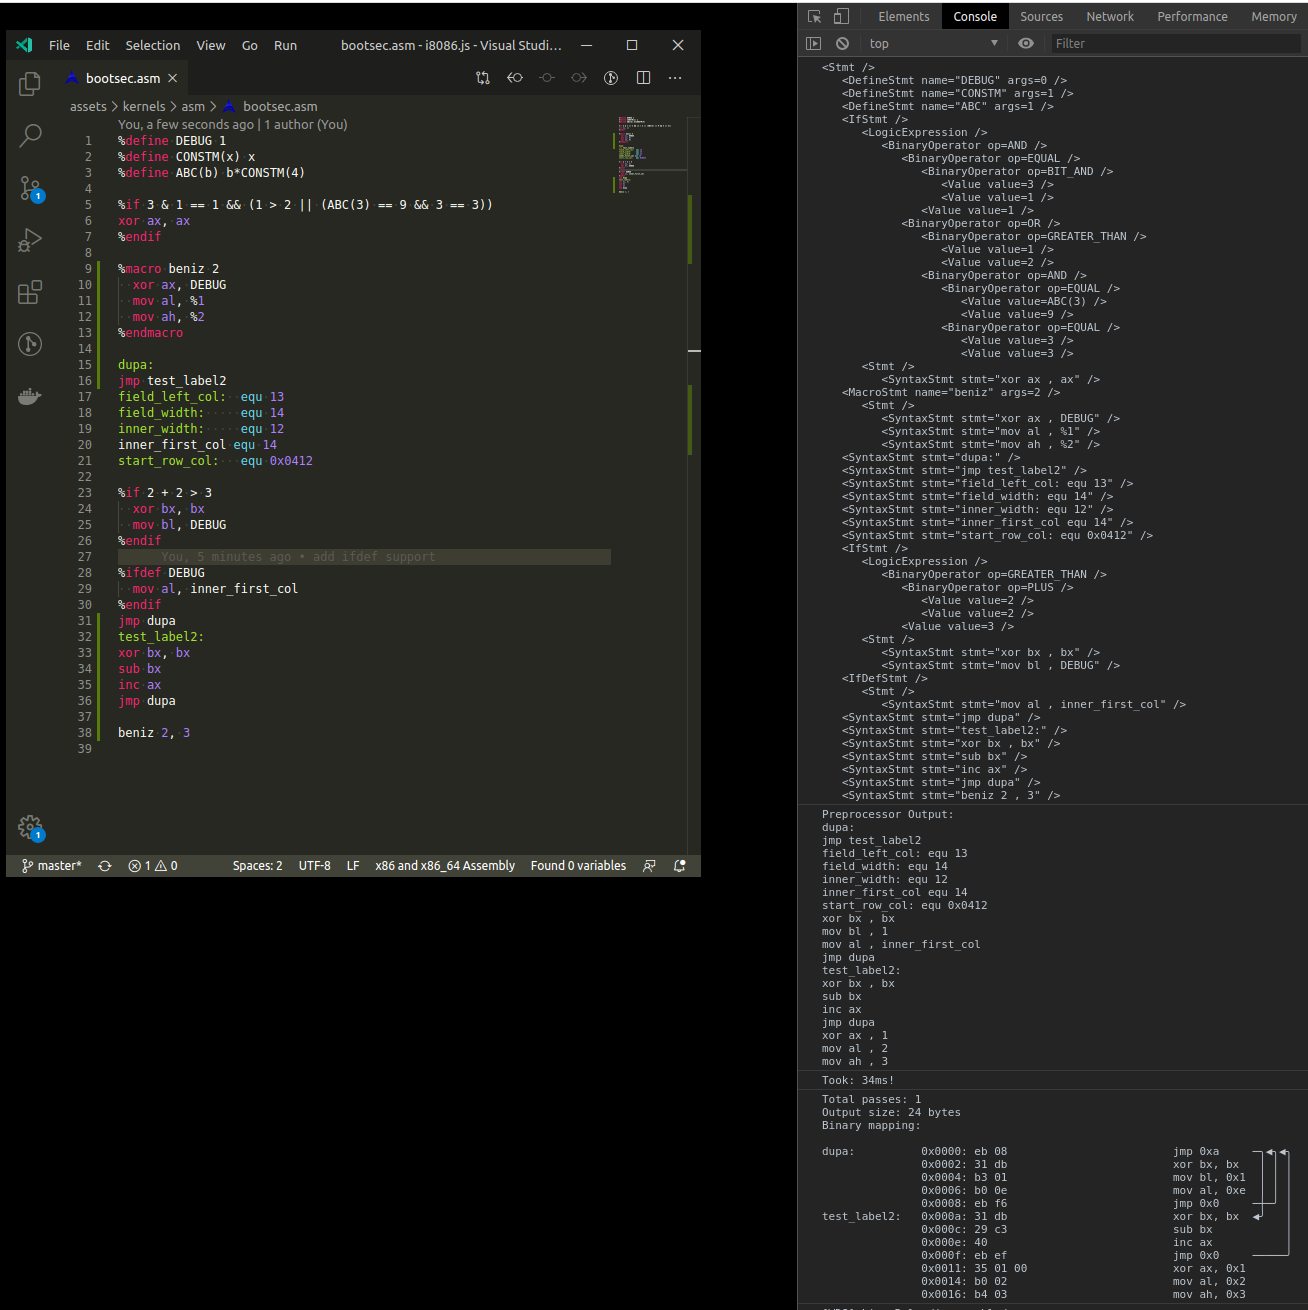 File Edit Selection View Go Run bootsec.asm - i8086.js - Visual Studi...
bootsec.asm
assets > kernels > asm > bootsec.asm
You, a few seconds ago | 1 author (You)
1 %define DEBUG 1
2 %define CONSTM(x) x
3 %define ABC(b) b*CONSTM(4)
4
5 %if 3 & 1 == 1 && (1 > 2 || (ABC(3) == 9 && 3 == 3))
6 xor ax, ax
7 %endif
8
9 %macro beniz 2
10 xor ax, DEBUG
11 mov al, %1
12 mov ah, %2
13 %endmacro
14
15 dupa:
16 jmp test_label2
17 field_left_col: equ 13
18 field_width: equ 14
19 inner_width: equ 12
20 inner_first_col equ 14
21 start_row_col: equ 0x0412
22
23 %if 2 + 2 > 3
24 xor bx, bx
25 mov bl, DEBUG
26 %endif
27 You, 5 minutes ago • add ifdef support
28 %ifdef DEBUG
29 mov al, inner_first_col
30 %endif
31 jmp dupa
32 test_label2:
33 xor bx, bx
34 sub bx
35 inc ax
36 jmp dupa
37
38 beniz 2, 3
39
1
1
master* 1 0 Spaces: 2 UTF-8 LF x86 and x86_64 Assembly Found 0 variables
Elements Console Sources Network Performance Memory
top Filter
<Stmt />
<DefineStmt name="DEBUG" args=0 />
<DefineStmt name="CONSTM" args=1 />
<DefineStmt name="ABC" args=1 />
<IfStmt />
<LogicExpression />
<BinaryOperator op=AND />
<BinaryOperator op=EQUAL />
<BinaryOperator op=BIT_AND />
<Value value=3 />
<Value value=1 />
<Value value=1 />
<BinaryOperator op=OR />
<BinaryOperator op=GREATER_THAN />
<Value value=1 />
<Value value=2 />
<BinaryOperator op=AND />
<BinaryOperator op=EQUAL />
<Value value=ABC(3) />
<Value value=9 />
<BinaryOperator op=EQUAL />
<Value value=3 />
<Value value=3 />
<Stmt />
<SyntaxStmt stmt="xor ax , ax" />
<MacroStmt name="beniz" args=2 />
<Stmt />
<SyntaxStmt stmt="xor ax , DEBUG" />
<SyntaxStmt stmt="mov al , %1" />
<SyntaxStmt stmt="mov ah , %2" />
<SyntaxStmt stmt="dupa:" />
<SyntaxStmt stmt="jmp test_label2" />
<SyntaxStmt stmt="field_left_col: equ 13" />
<SyntaxStmt stmt="field_width: equ 14" />
<SyntaxStmt stmt="inner_width: equ 12" />
<SyntaxStmt stmt="inner_first_col equ 14" />
<SyntaxStmt stmt="start_row_col: equ 0x0412" />
<IfStmt />
<LogicExpression />
<BinaryOperator op=GREATER_THAN />
<BinaryOperator op=PLUS />
<Value value=2 />
<Value value=2 />
<Value value=3 />
<Stmt />
<SyntaxStmt stmt="xor bx , bx" />
<SyntaxStmt stmt="mov bl , DEBUG" />
<IfDefStmt />
<Stmt />
<SyntaxStmt stmt="mov al , inner_first_col" />
<SyntaxStmt stmt="jmp dupa" />
<SyntaxStmt stmt="test_label2:" />
<SyntaxStmt stmt="xor bx , bx" />
<SyntaxStmt stmt="sub bx" />
<SyntaxStmt stmt="inc ax" />
<SyntaxStmt stmt="jmp dupa" />
<SyntaxStmt stmt="beniz 2 , 3" />
Preprocessor Output:
dupa:
jmp test_label2
field_left_col: equ 13
field_width: equ 14
inner_width: equ 12
inner_first_col equ 14
start_row_col: equ 0x0412
xor bx , bx
mov bl , 1
mov al , inner_first_col
jmp dupa
test_label2:
xor bx , bx
sub bx
inc ax
jmp dupa
xor ax , 1
mov al , 2
mov ah , 3
Took: 34ms!
Total passes: 1
Output size: 24 bytes
Binary mapping:
dupa: 0x0000: eb 08 jmp 0xa
0x0002: 31 db xor bx, bx
0x0004: b3 01 mov bl, 0x1
0x0006: b0 0e mov al, 0xe
0x0008: eb f6 jmp 0x0
test_label2: 0x000a: 31 db xor bx, bx
0x000c: 29 c3 sub bx
0x000e: 40 inc ax
0x000f: eb ef jmp 0x0
0x0011: 35 01 00 xor ax, 0x1
0x0014: b0 02 mov al, 0x2
0x0016: b4 03 mov ah, 0x3